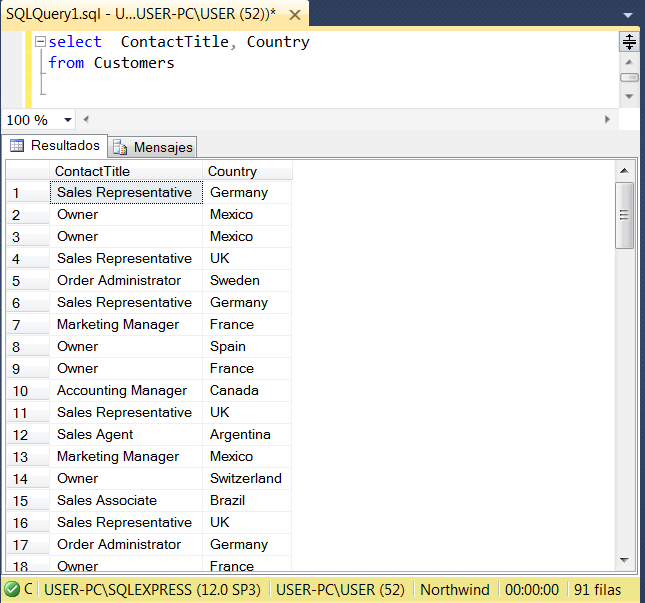 SQLQuery1.sql - U...USER-PC\USER (52))*
select ContactTitle, Country
from Customers
100 %
Resultados Mensajes
ContactTitle Country
1 Sales Representative Germany
2 Owner Mexico
3 Owner Mexico
4 Sales Representative UK
5 Order Administrator Sweden
6 Sales Representative Germany
7 Marketing Manager France
8 Owner Spain
9 Owner France
10 Accounting Manager Canada
11 Sales Representative UK
12 Sales Agent Argentina
13 Marketing Manager Mexico
14 Owner Switzerland
15 Sales Associate Brazil
16 Sales Representative UK
17 Order Administrator Germany
18 Owner France
C USER-PC\SQLEXPRESS (12.0 SP3) USER-PC\USER (52) Northwind 00:00:00 91 filas